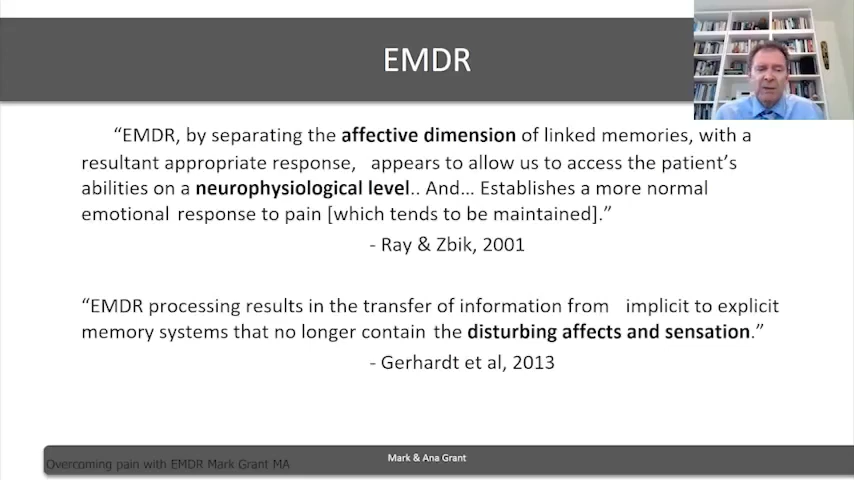 EMDR
“EMDR, by separating the affective dimension of linked memories, with a
resultant appropriate response, appears to allow us to access the patient’s
abilities on a neurophysiological level.. And… Establishes a more normal
emotional response to pain [which tends to be maintained].”
- Ray & Zbik, 2001
“EMDR processing results in the transfer of information from implicit to explicit
memory systems that no longer contain the disturbing affects and sensation.”
- Gerhardt et al, 2013
Mark & Ana Grant
Overcoming pain with EMDR Mark Grant MA